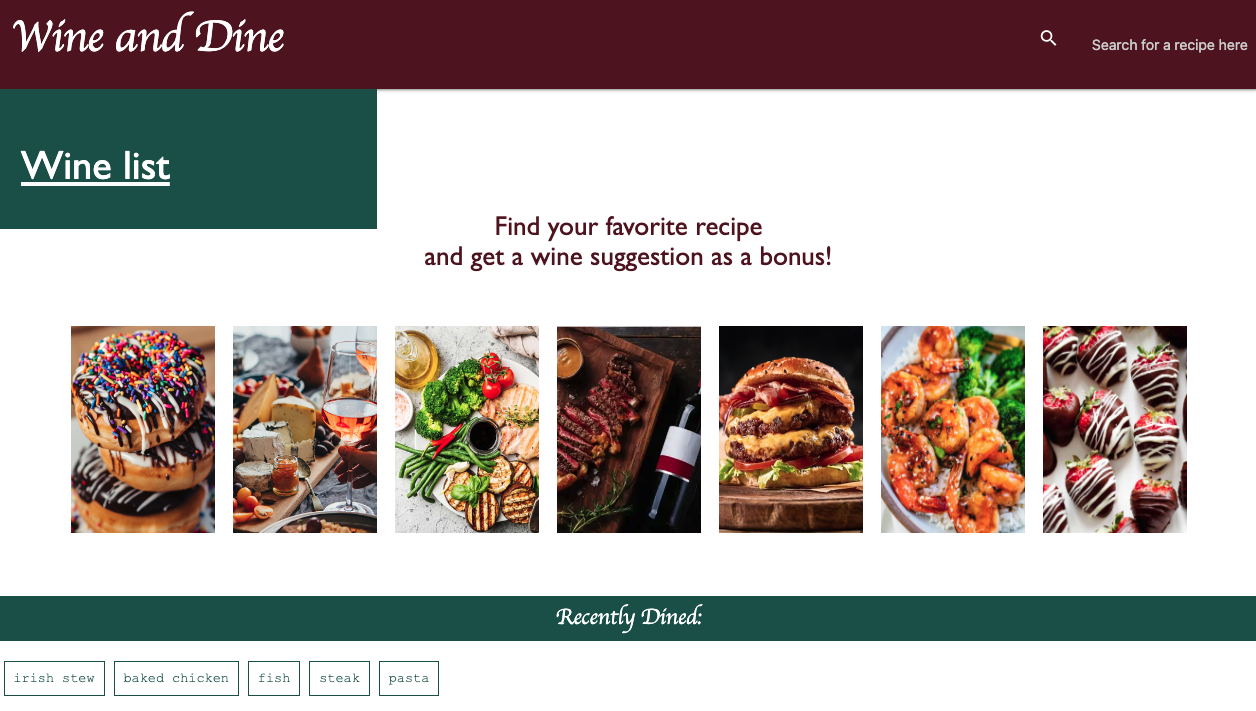 Wine and Dine
Search for a recipe here
Wine list
Find your favorite recipe
and get a wine suggestion as a bonus!
Recently Dined:
irish stew
baked chicken
fish
steak
pasta